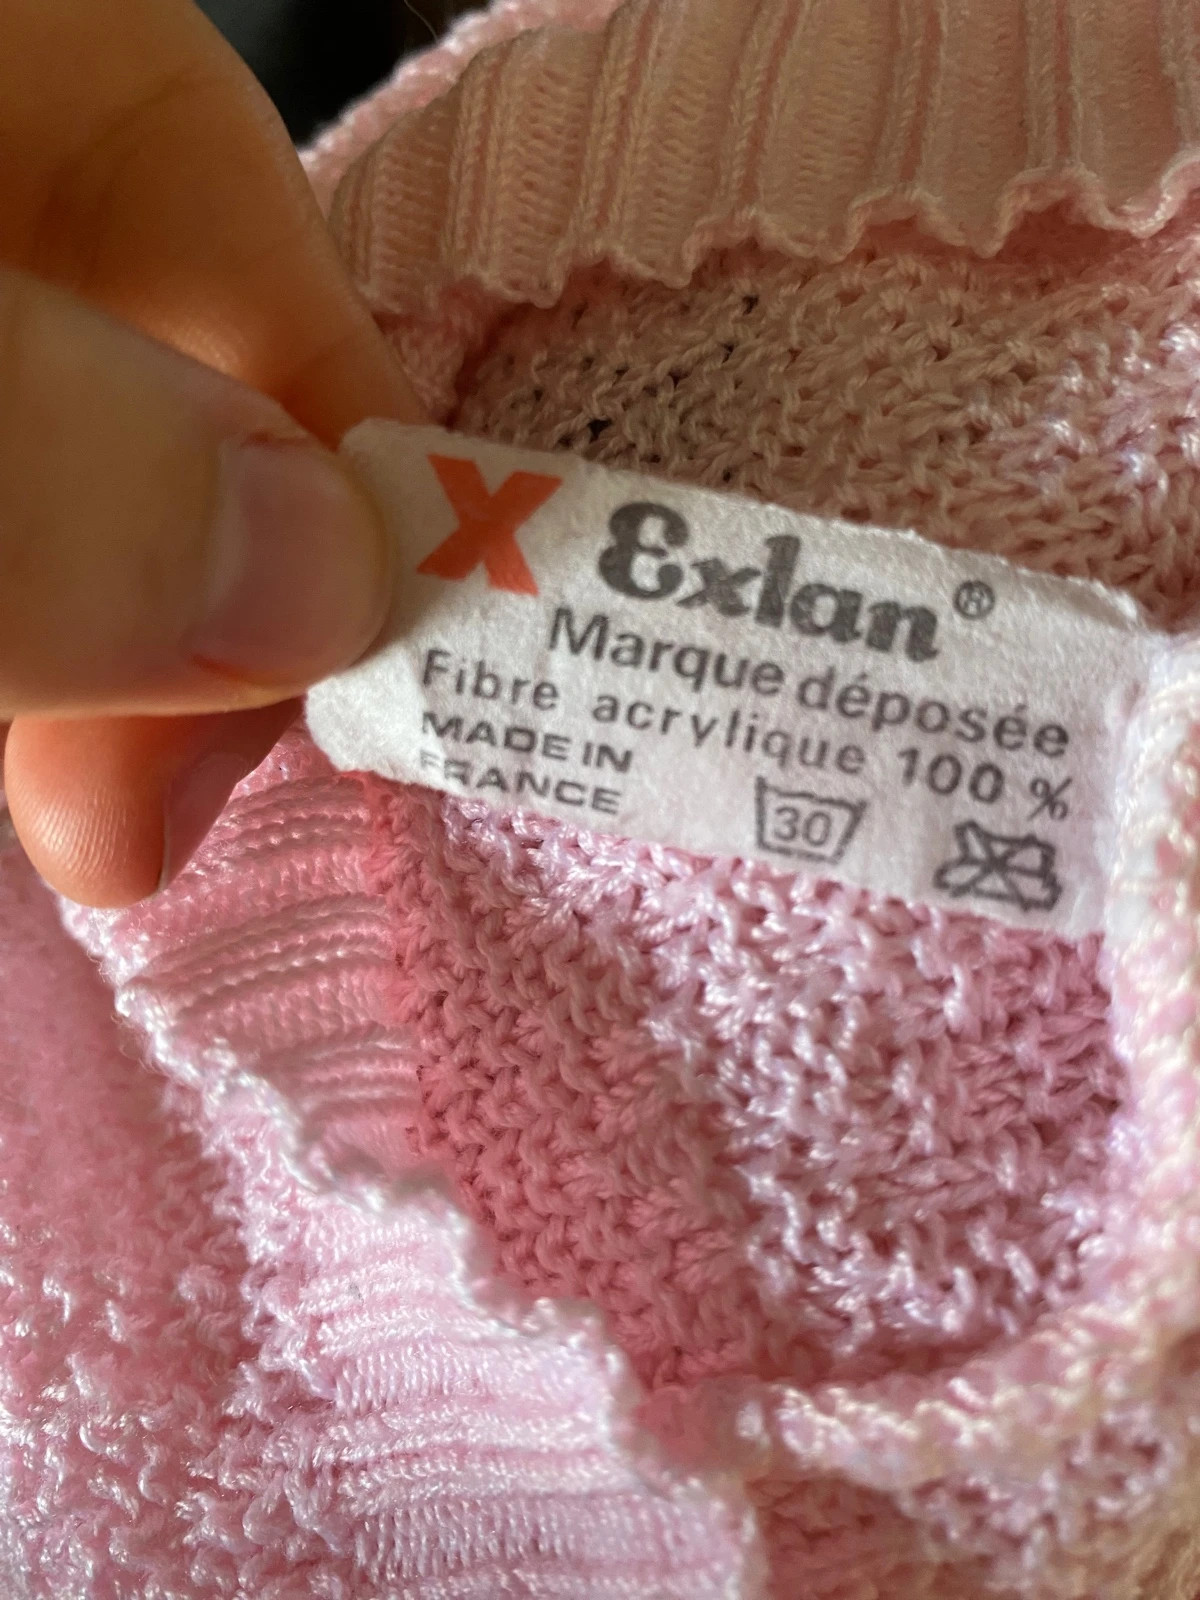 X Exlan®
Marque déposée
Fibre acrylique 100 %
MADE IN
FRANCE
30